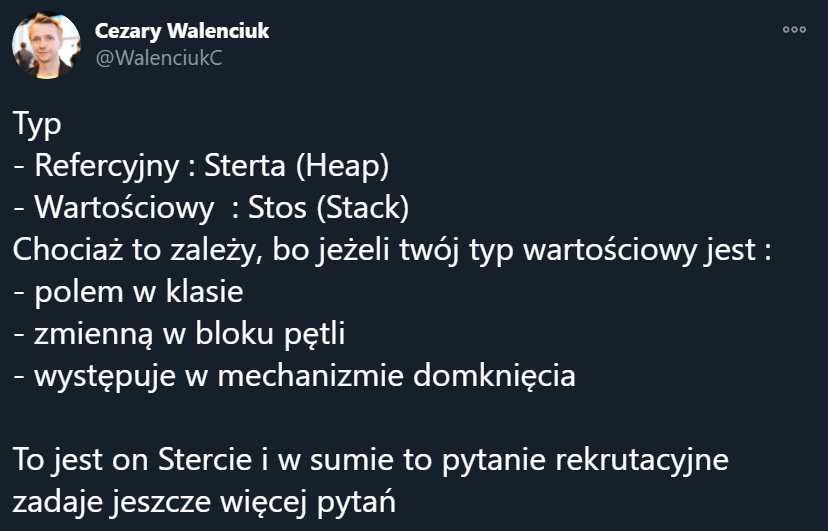 Cezary Walenciuk
@WalenciukC
Typ
- Refercyjny : Sterta (Heap)
- Wartościowy  : Stos (Stack)
Chociaż to zależy, bo jeżeli twój typ wartościowy jest :
- polem w klasie
- zmienną w bloku pętli
- występuje w mechanizmie domknięcia
To jest on Stercie i w sumie to pytanie rekrutacyjne
zadaje jeszcze więcej pytań